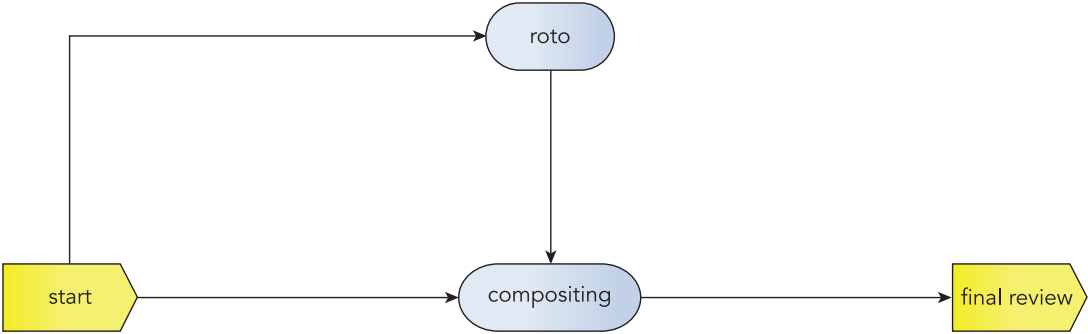 roto
start
compositing
final review